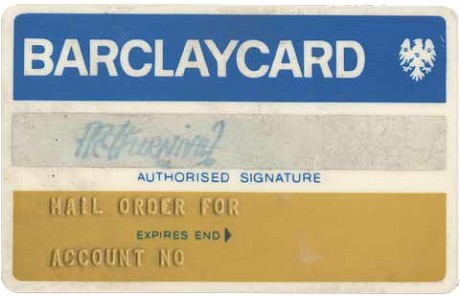 BARCLAYCARD
AUTHORISED SIGNATURE
MAIL ORDER FOR
EXPIRES END
ACCOUNT NO